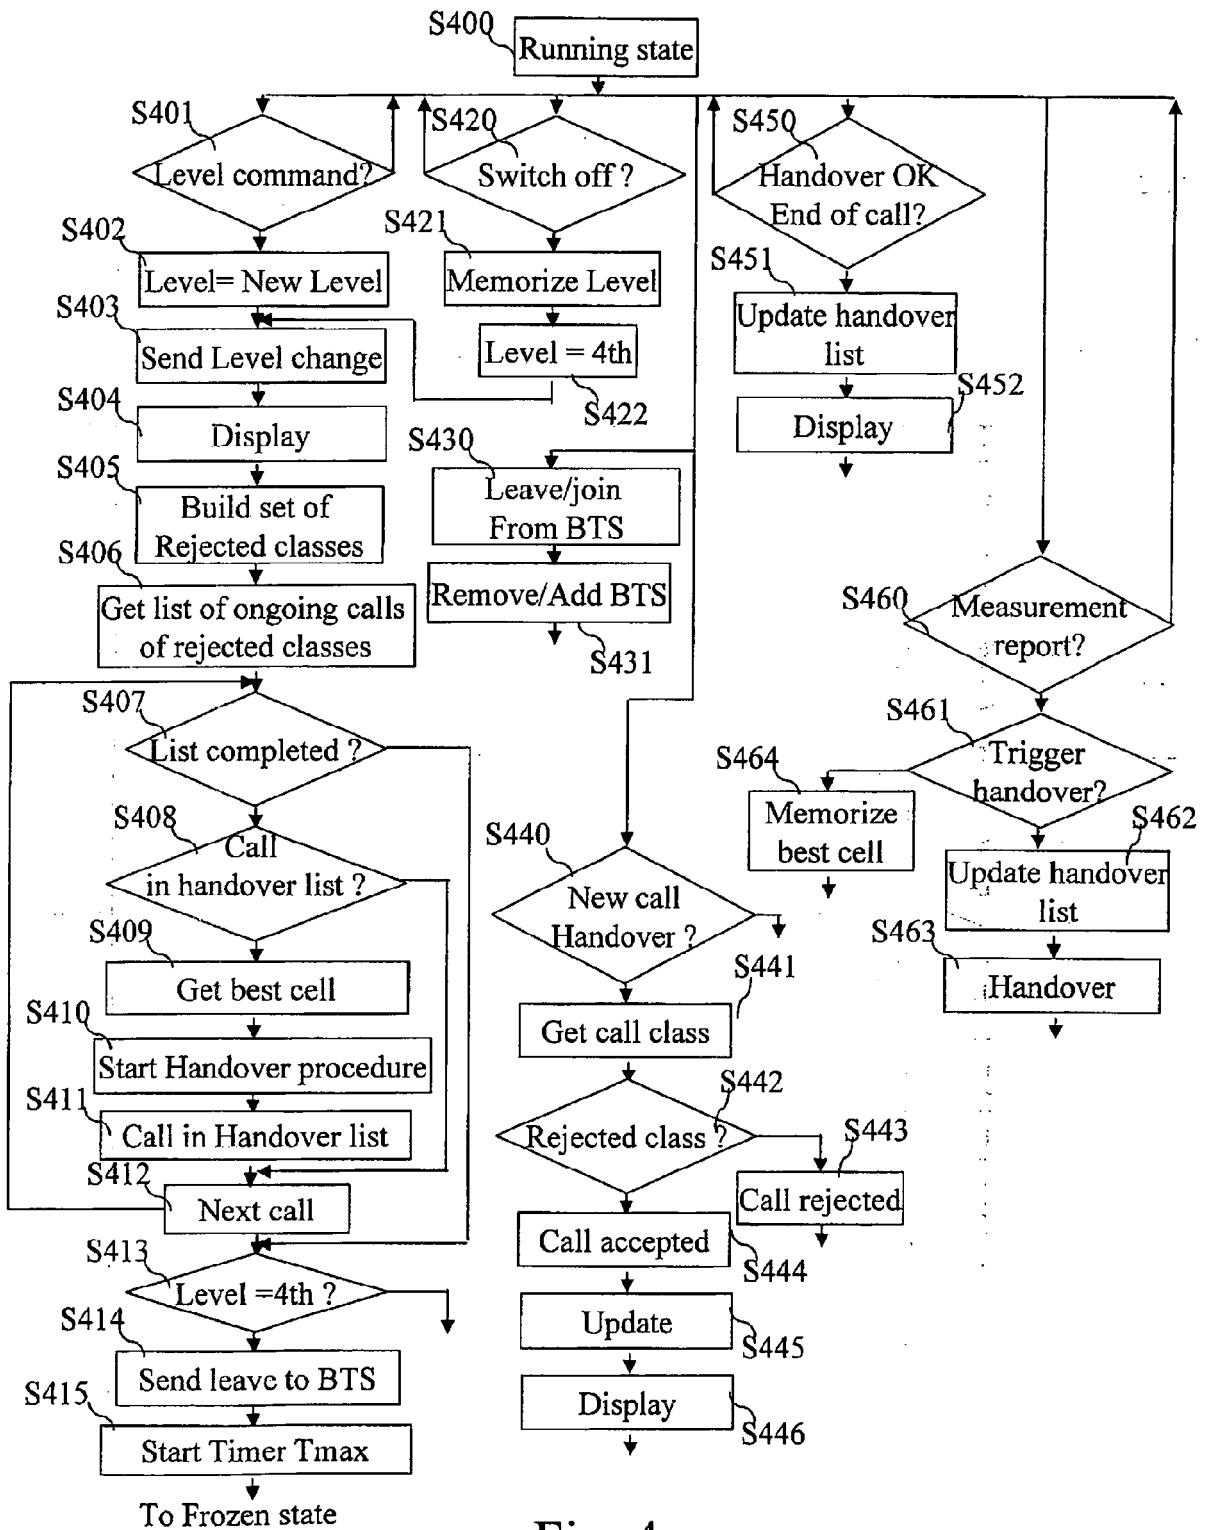 S400
Running state
S401
Level command?
S402
Level= New Level
S403
Send Level change
S404
Display
S405
Build set of
Rejected classes
S406
Get list of ongoing calls
of rejected classes
S407
List completed ?
S408
Call
in handover list ?
S409
Get best cell
S410
Start Handover procedure
S411
Call in Handover list
S412
Next call
S413
Level =4th ?
S414
Send leave to BTS
S415
Start Timer Tmax
To Frozen state
S420
Switch off ?
S421
Memorize Level
Level = 4th
S422
S430
Leave/join
From BTS
Remove/Add BTS
S431
S440
New call
Handover ?
S441
Get call class
S442
Rejected class ?
S443
Call rejected
Call accepted
S444
Update
S445
Display
S446
S450
Handover OK
End of call?
S451
Update handover
list
S452
Display
S460
Measurement
report?
S461
Trigger
handover?
S464
Memorize
best cell
S462
Update handover
list
S463
Handover